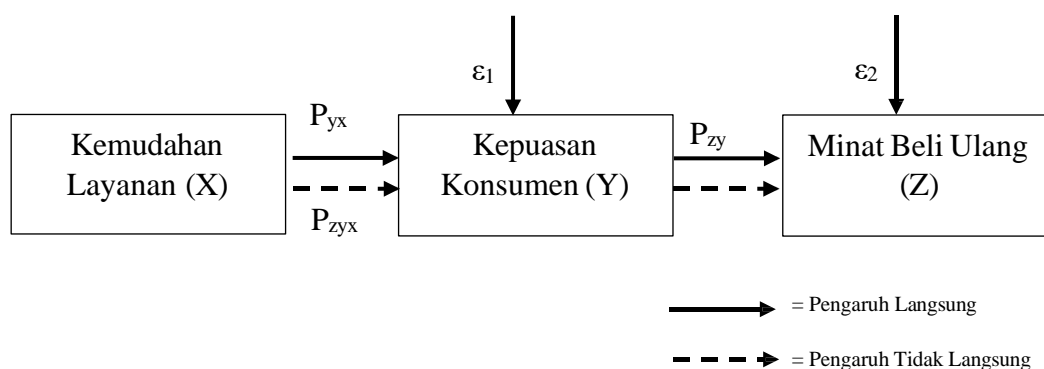 ε1
ε2
Pyx
Pzy
Kemudahan
Layanan (X)
Kepuasan
Konsumen (Y)
Minat Beli Ulang
(Z)
Pzyx
= Pengaruh Langsung
= Pengaruh Tidak Langsung